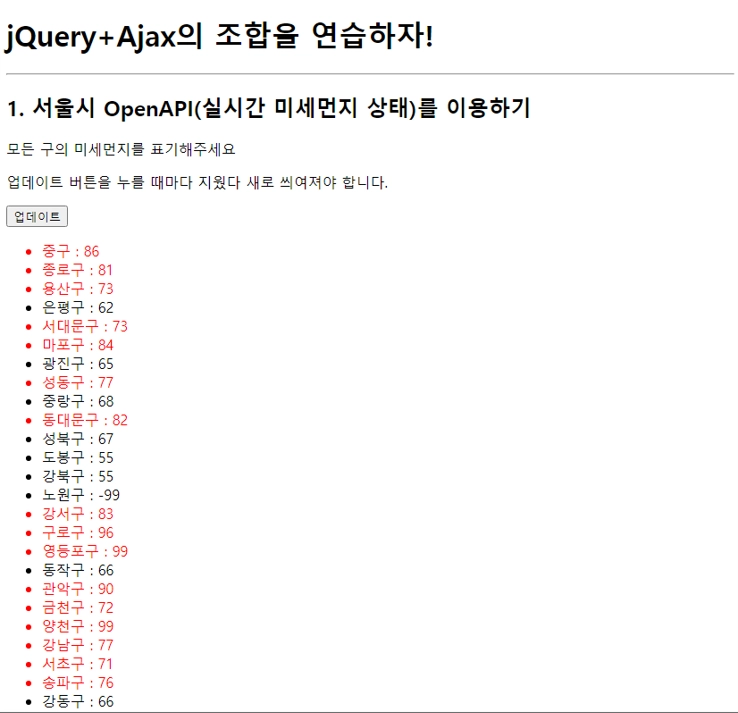 jQuery+Ajax의 조합을 연습하자!
1. 서울시 OpenAPI(실시간 미세먼지 상태)를 이용하기
모든 구의 미세먼지를 표기해주세요
업데이트 버튼을 누를 때마다 지웠다 새로 씌여져야 합니다.
업데이트
중구 : 86
종로구 : 81
용산구 : 73
은평구 : 62
서대문구 : 73
마포구 : 84
광진구 : 65
성동구 : 77
중랑구 : 68
동대문구 : 82
성북구 : 67
도봉구 : 55
강북구 : 55
노원구 : -99
강서구 : 83
구로구 : 96
영등포구 : 99
동작구 : 66
관악구 : 90
금천구 : 72
양천구 : 99
강남구 : 77
서초구 : 71
송파구 : 76
강동구 : 66